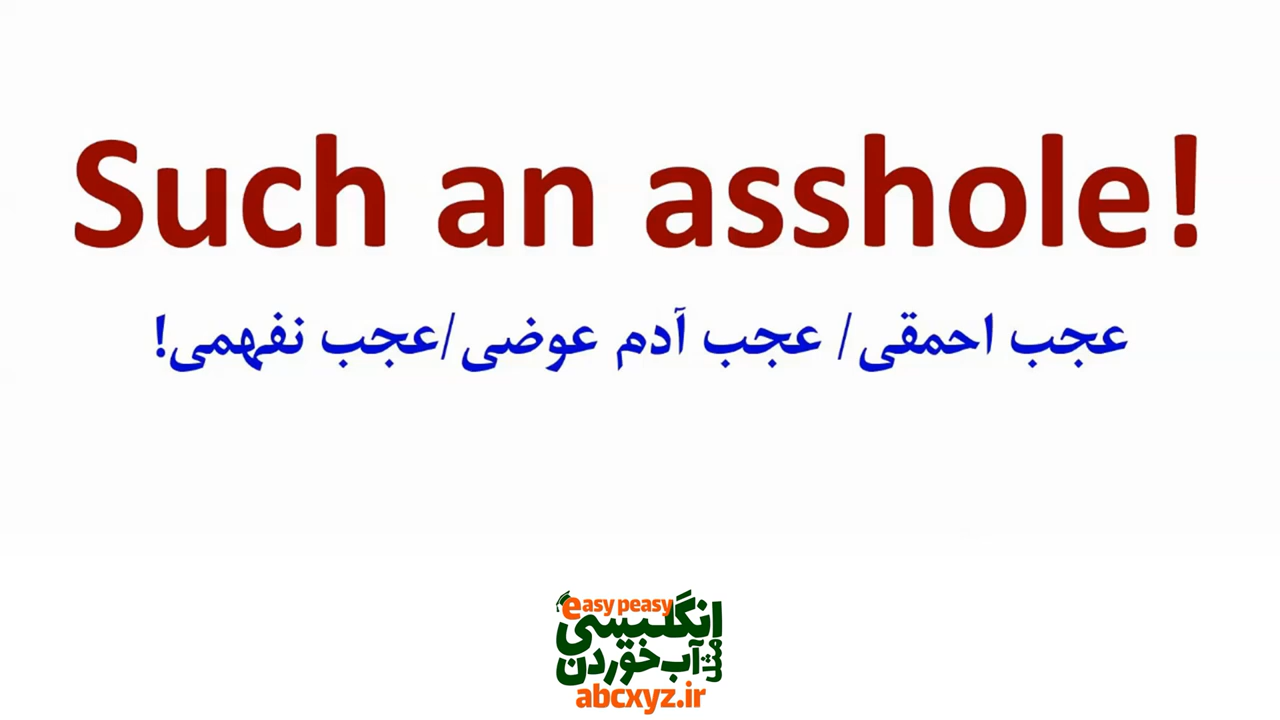 Such an asshole!
عجب احمقی/ عجب آدم عوضی/عجب نفهمی!
easy peasy
انگلیسی
مثل آب خوردن
abcxyz.ir